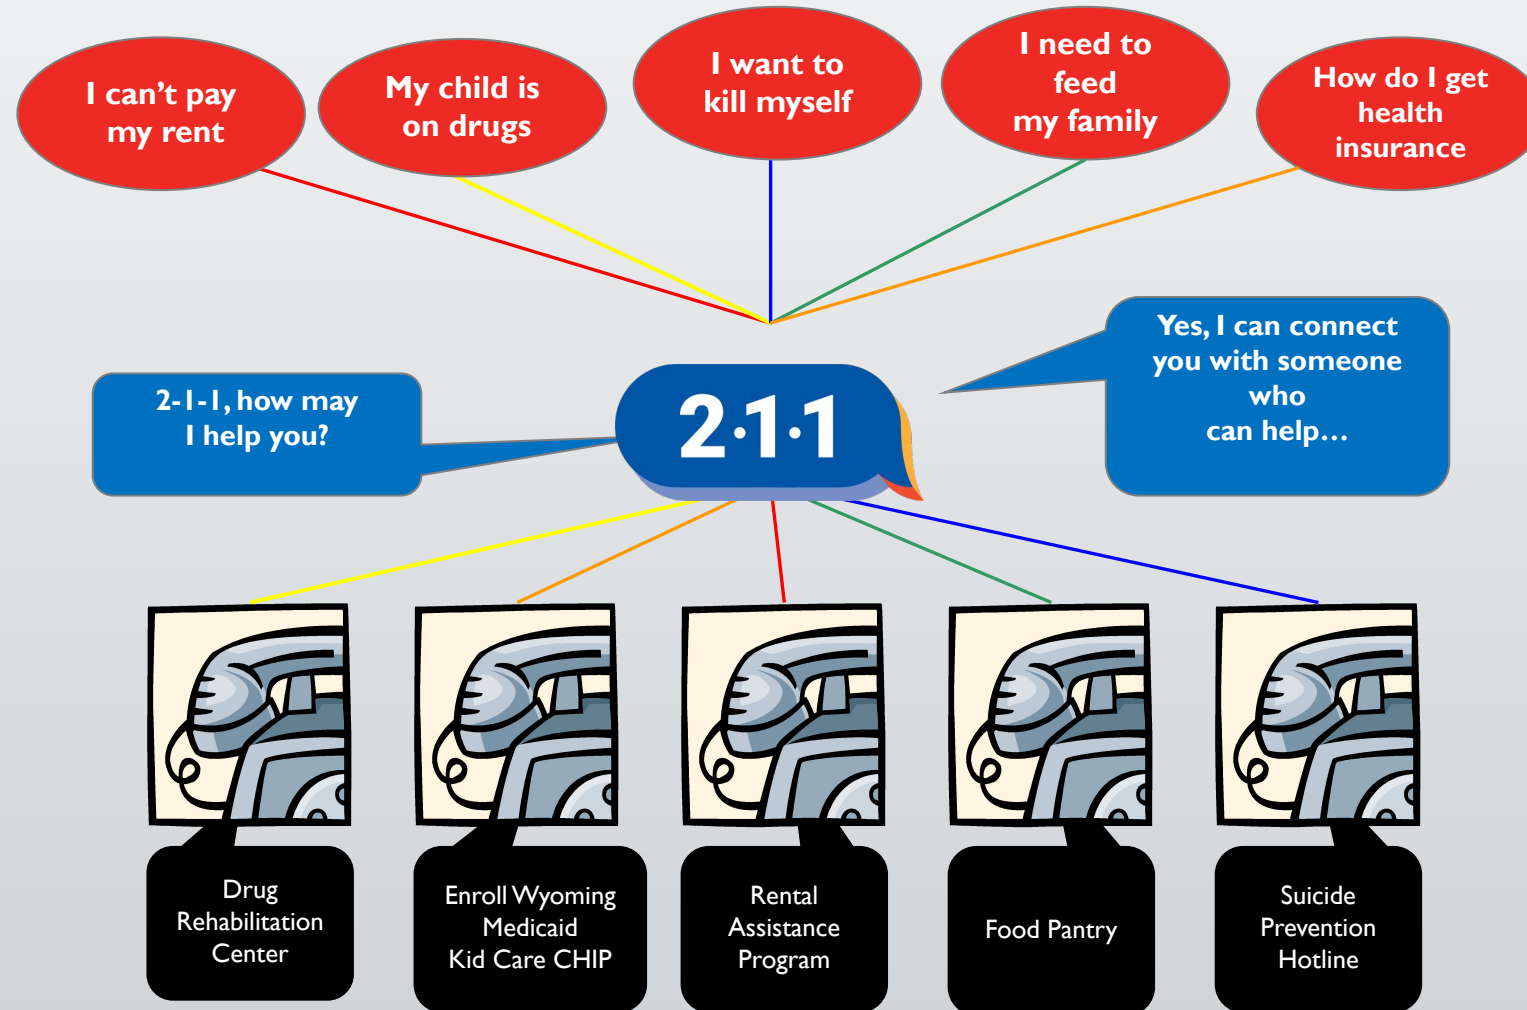 I can't pay
my rent
My child is
on drugs
I want to
kill myself
I need to
feed
my family
How do I get
health
insurance
2-1-1, how may
I help you?
2·1·1
Yes, I can connect
you with someone
who
can help...
Drug
Rehabilitation
Center
Enroll Wyoming
Medicaid
Kid Care CHIP
Rental
Assistance
Program
Food Pantry
Suicide
Prevention
Hotline